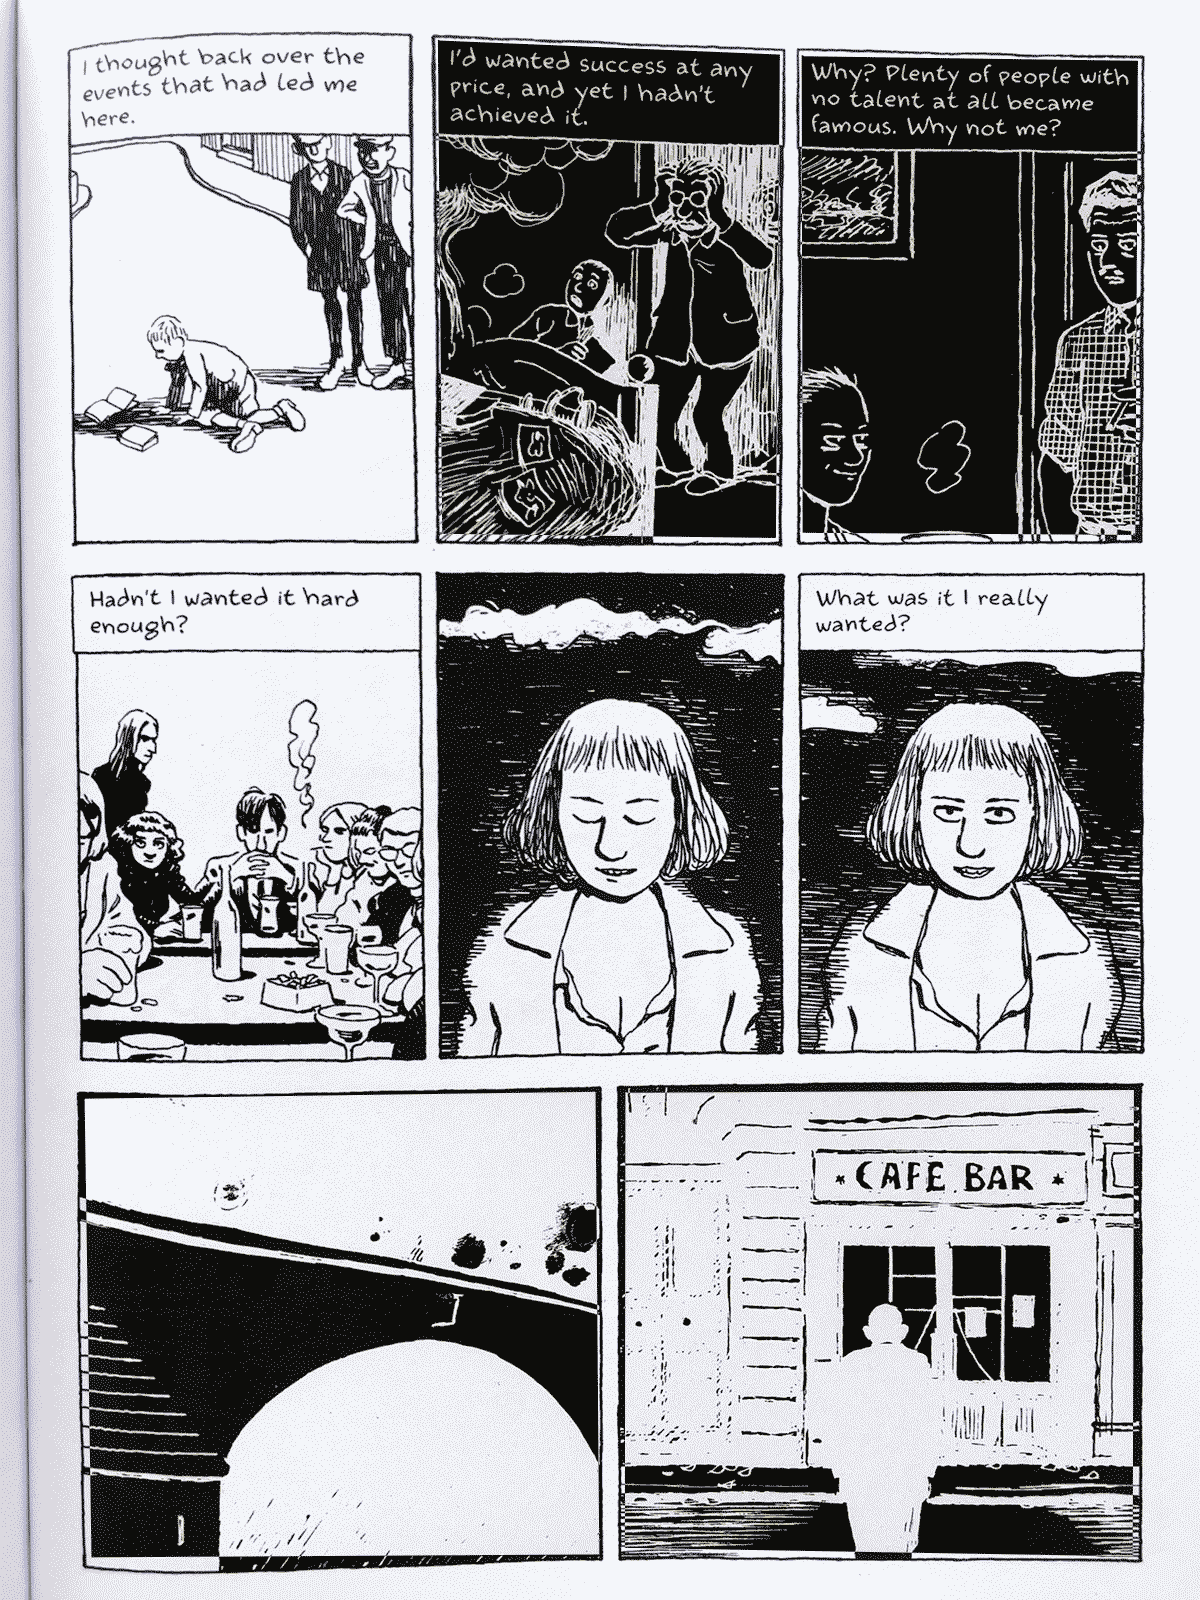 I thought back over the
events that had led me
here.
I'd wanted success at any
price, and yet I hadn't
achieved it.
Why? Plenty of people with
no talent at all became
famous. Why not me?
Hadn't I wanted it hard
enough?
What was it I really
wanted?
* CAFE BAR *